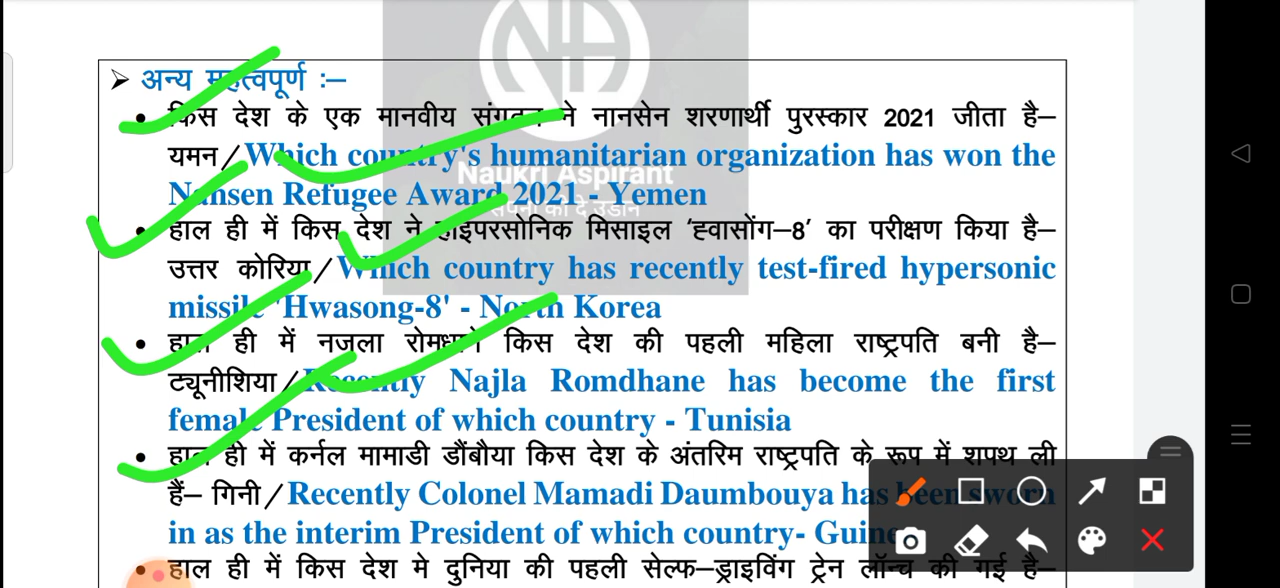 अन्य महत्वपूर्ण :–
किस देश के एक मानवीय संगठन ने नानसेन शरणार्थी पुरस्कार 2021 जीता है–
यमन/Which country's humanitarian organization has won the
Nansen Refugee Award 2021 - Yemen
हाल ही में किस देश ने हाइपरसोनिक मिसाइल 'ह्वासोंग–8' का परीक्षण किया है–
उत्तर कोरिया/Which country has recently test-fired hypersonic
missile 'Hwasong-8' - North Korea
हाल ही में नजला रोमधाने किस देश की पहली महिला राष्ट्रपति बनी है–
ट्यूनीशिया/Recently Najla Romdhane has become the first
female President of which country - Tunisia
हाल ही में कर्नल मामाडी डौंबौया किस देश के अंतरिम राष्ट्रपति के रूप में शपथ ली
हैं– गिनी/Recently Colonel Mamadi Daumbouya has been sworn
in as the interim President of which country- Guinea
हाल ही में किस देश मे दुनिया की पहली सेल्फ–ड्राइविंग ट्रेन लॉन्च की गई है–
NA
Naukri Aspirant
सपनों को दे उडान